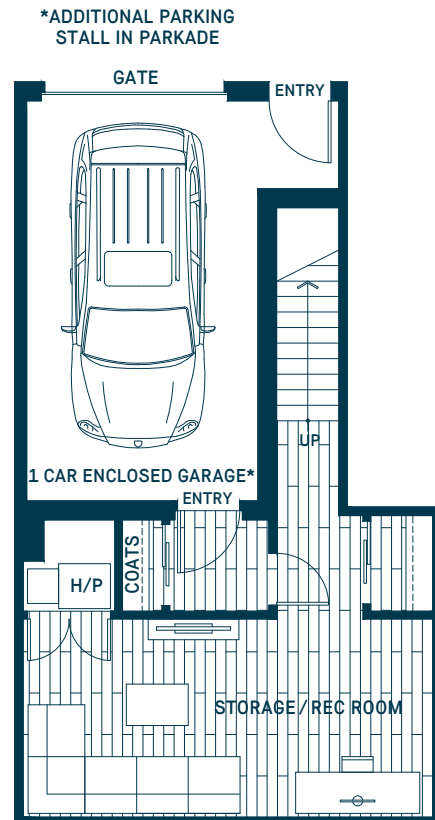 *ADDITIONAL PARKING
STALL IN PARKADE
GATE
ENTRY
UP
1 CAR ENCLOSED GARAGE*
ENTRY
COATS
H/P
STORAGE/REC ROOM